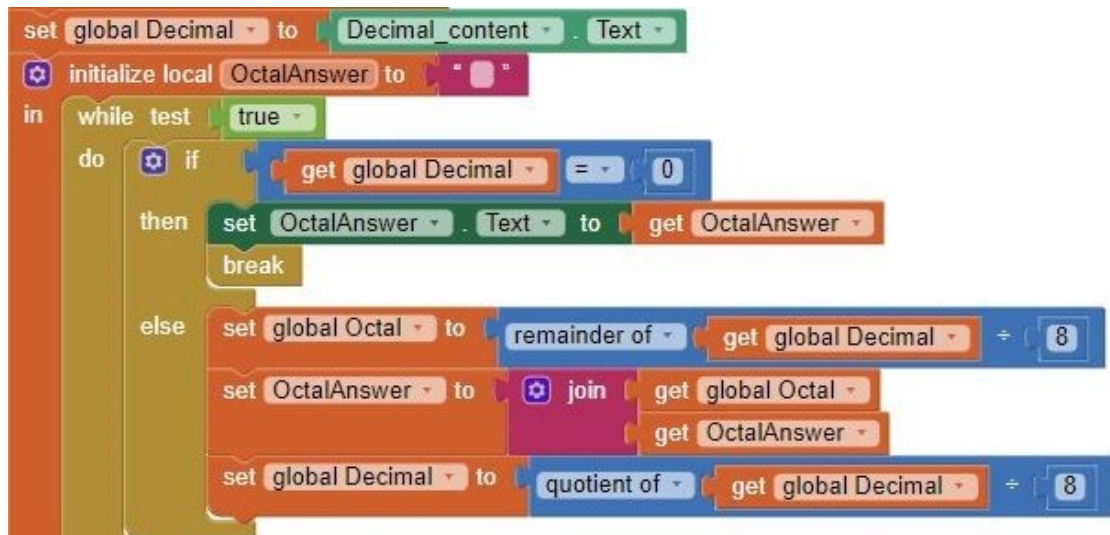 set global Decimal to Decimal_content . Text
initialize local OctalAnswer to " "
in while test true
do if get global Decimal = 0
then set OctalAnswer . Text to get OctalAnswer
break
else set global Octal to remainder of get global Decimal ÷ 8
set OctalAnswer to join get global Octal
get OctalAnswer
set global Decimal to quotient of get global Decimal ÷ 8